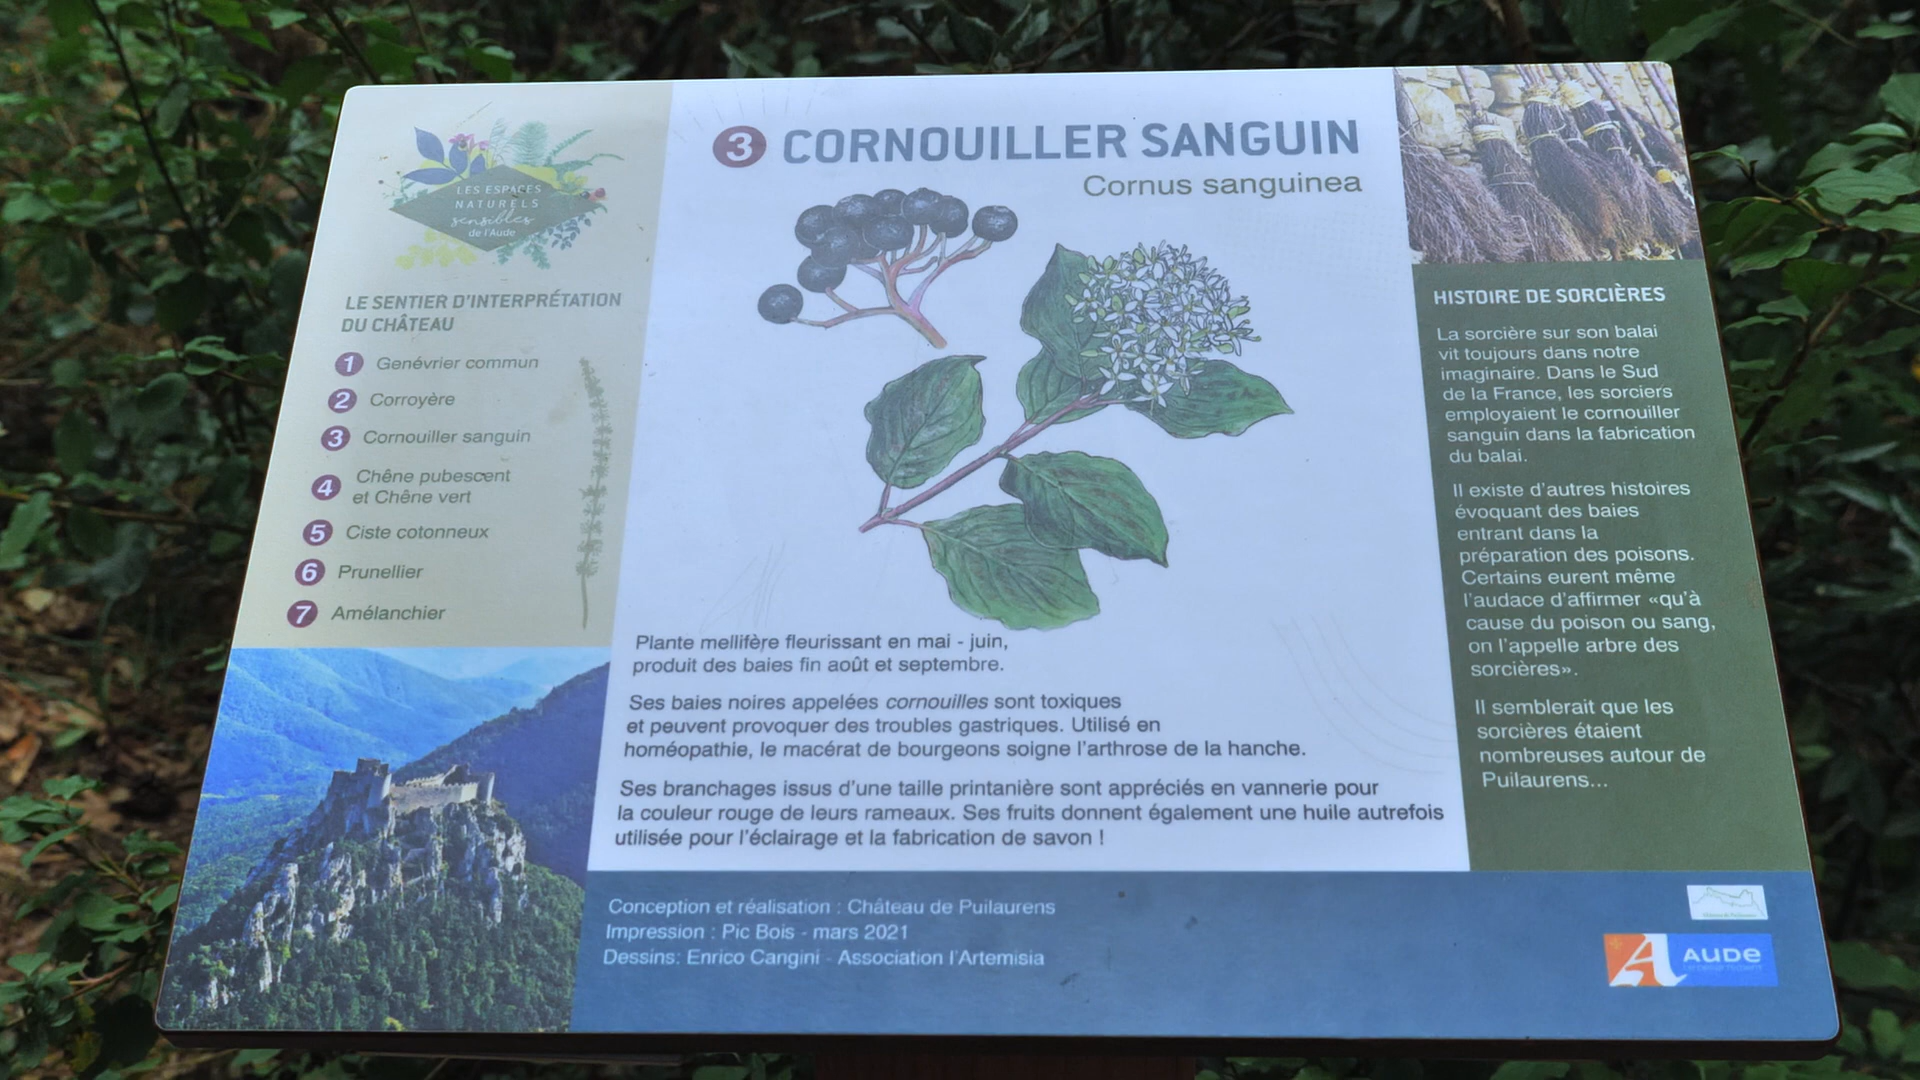 LES ESPACES
NATURELS
sensibles
de l'Aude
LE SENTIER D'INTERPRÉTATION
DU CHÂTEAU
1 Genévrier commun
2 Corroyère
3 Cornouiller sanguin
4 Chêne pubescent
et Chêne vert
5 Ciste cotonneux
6 Prunellier
7 Amélanchier
3 CORNOUILLER SANGUIN
Cornus sanguinea
Plante mellifère fleurissant en mai - juin,
produit des baies fin août et septembre.
Ses baies noires appelées cornouilles sont toxiques
et peuvent provoquer des troubles gastriques. Utilisé en
homéopathie, le macérat de bourgeons soigne l'arthrose de la hanche.
Ses branchages issus d'une taille printanière sont appréciés en vannerie pour
la couleur rouge de leurs rameaux. Ses fruits donnent également une huile autrefois
utilisée pour l'éclairage et la fabrication de savon !
HISTOIRE DE SORCIÈRES
La sorcière sur son balai
vit toujours dans notre
imaginaire. Dans le Sud
de la France, les sorciers
employaient le cornouiller
sanguin dans la fabrication
du balai.
Il existe d'autres histoires
évoquant des baies
entrant dans la
préparation des poisons.
Certains eurent même
l'audace d'affirmer «qu'à
cause du poison ou sang,
on l'appelle arbre des
sorcières».
Il semblerait que les
sorcières étaient
nombreuses autour de
Puilaurens...
Conception et réalisation : Château de Puilaurens
Impression : Pic Bois - mars 2021
Dessins: Enrico Cangini - Association l'Artemisia
AUDE